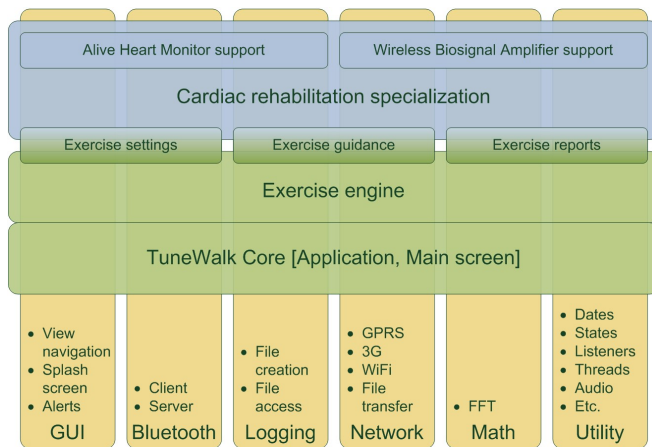 Alive Heart Monitor support
Wireless Biosignal Amplifier support
Cardiac rehabilitation specialization
Exercise settings
Exercise guidance
Exercise reports
Exercise engine
TuneWalk Core [Application, Main screen]
• View
navigation
• Splash
screen
• Alerts
GUI
• Client
• Server
Bluetooth
• File
creation
• File
access
Logging
• GPRS
• 3G
• WiFi
• File
transfer
Network
• FFT
Math
• Dates
• States
• Listeners
• Threads
• Audio
• Etc.
Utility